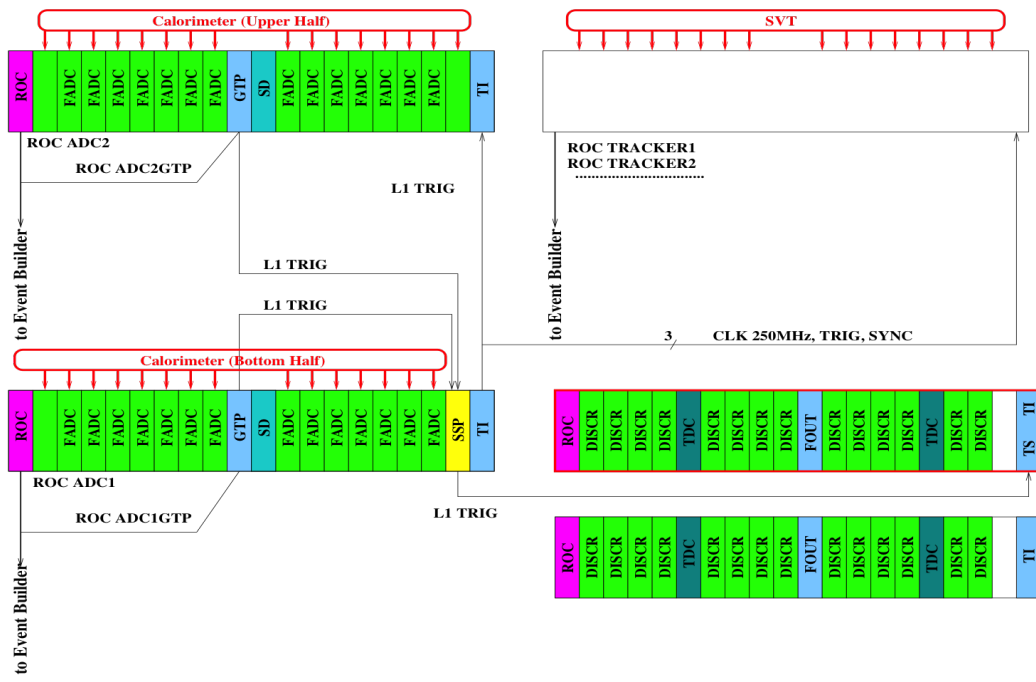 Calorimeter (Upper Half)
SVT
ROC FADC FADC FADC FADC FADC FADC FADC GTP SD FADC FADC FADC FADC FADC FADC FADC TI
ROC ADC2
ROC ADC2GTP
ROC TRACKER1
ROC TRACKER2
L1 TRIG
to Event Builder
to Event Builder
L1 TRIG
L1 TRIG
3 CLK 250MHz, TRIG, SYNC
Calorimeter (Bottom Half)
ROC FADC FADC FADC FADC FADC FADC FADC GTP SD FADC FADC FADC FADC FADC FADC FADC SSP TI
ROC DISCR DISCR DISCR DISCR TDC DISCR DISCR DISCR DISCR FOUT DISCR DISCR DISCR DISCR TDC DISCR DISCR TS TI
ROC ADC1
ROC ADC1GTP
L1 TRIG
to Event Builder
ROC DISCR DISCR DISCR DISCR TDC DISCR DISCR DISCR DISCR FOUT DISCR DISCR DISCR DISCR TDC DISCR DISCR TI